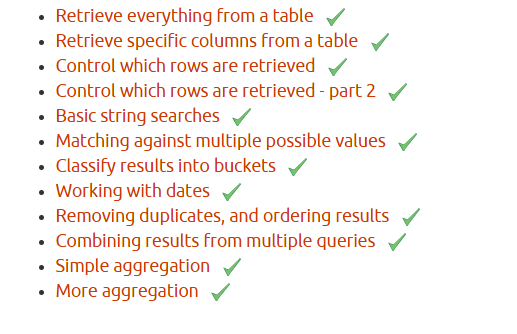 Retrieve everything from a table
Retrieve specific columns from a table
Control which rows are retrieved
Control which rows are retrieved - part 2
Basic string searches
Matching against multiple possible values
Classify results into buckets
Working with dates
Removing duplicates, and ordering results
Combining results from multiple queries
Simple aggregation
More aggregation